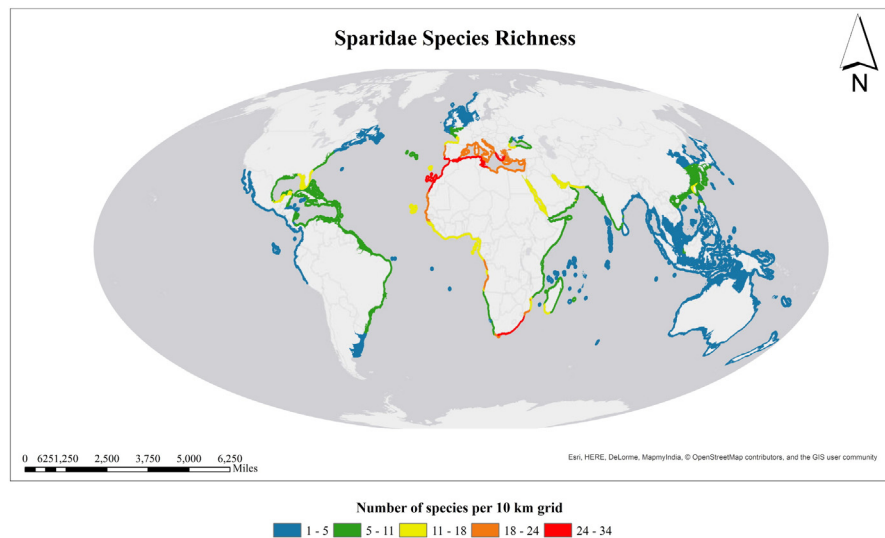 Sparidae Species Richness
N
0 6251,250 2,500 3,750 5,000 6,250
Miles
Esri, HERE, DeLorme, MapmyIndia, © OpenStreetMap contributors, and the GIS user community
Number of species per 10 km grid
1 - 5 5 - 11 11 - 18 18 - 24 24 - 34